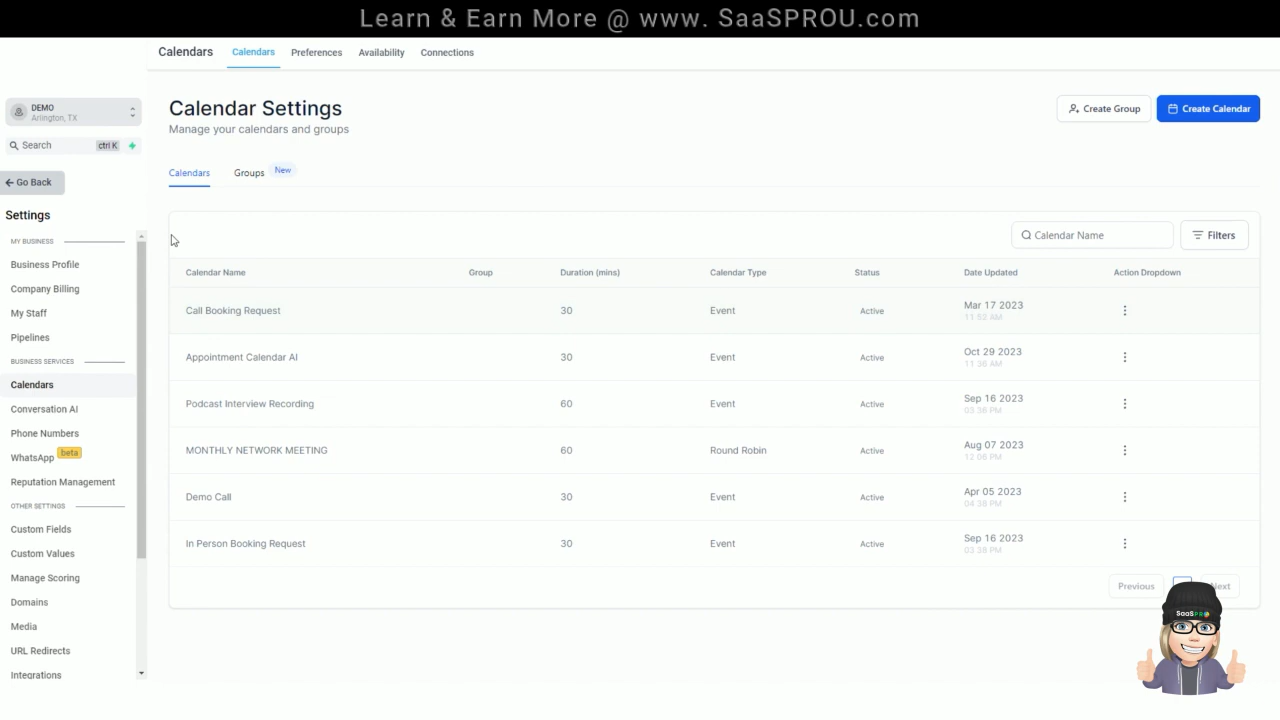 Learn & Earn More @ www. SaaSPROU.com
Calendars
Calendars
Preferences
Availability
Connections
DEMO
Arlington, TX
Search
ctrl K
Go Back
Settings
MY BUSINESS
Business Profile
Company Billing
My Staff
Pipelines
BUSINESS SERVICES
Calendars
Conversation AI
Phone Numbers
WhatsApp beta
Reputation Management
OTHER SETTINGS
Custom Fields
Custom Values
Manage Scoring
Domains
Media
URL Redirects
Integrations
Calendar Settings
Manage your calendars and groups
Create Group
Create Calendar
Calendars
Groups New
Calendar Name
Filters
Calendar Name Group Duration (mins) Calendar Type Status Date Updated Action Dropdown
Call Booking Request 30 Event Active Mar 17 2023
11:52 AM
Appointment Calendar AI 30 Event Active Oct 29 2023
11:36 AM
Podcast Interview Recording 60 Event Active Sep 16 2023
03:38 PM
MONTHLY NETWORK MEETING 60 Round Robin Active Aug 07 2023
12:06 PM
Demo Call 30 Event Active Apr 05 2023
04:38 PM
In Person Booking Request 30 Event Active Sep 16 2023
03:38 PM
Previous
Next
SaaSPRO